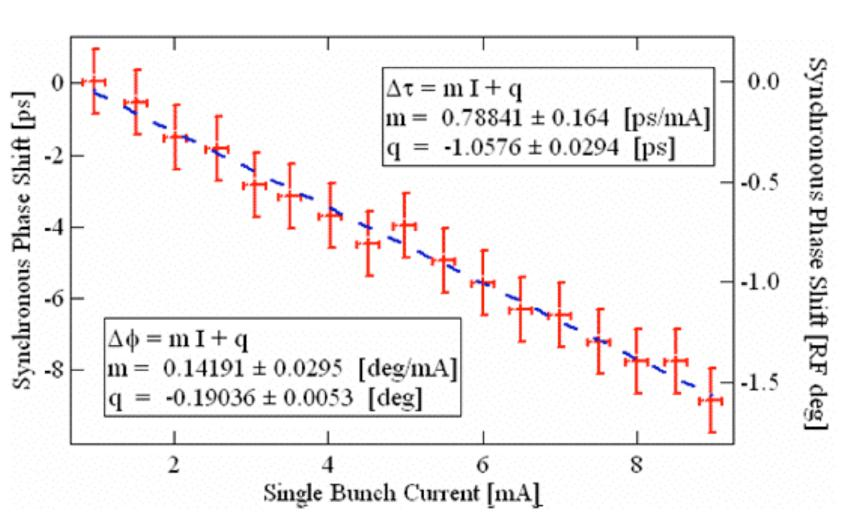 Synchronous Phase Shift [ps]
0
-2
-4
-6
-8
Δτ = m I + q
m = 0.78841 ± 0.164 [ps/mA]
q = -1.0576 ± 0.0294 [ps]
Δϕ = m I + q
m = 0.14191 ± 0.0295 [deg/mA]
q = -0.19036 ± 0.0053 [deg]
0.0
-0.5
-1.0
-1.5
Synchronous Phase Shift [RF deg]
2 4 6 8
Single Bunch Current [mA]